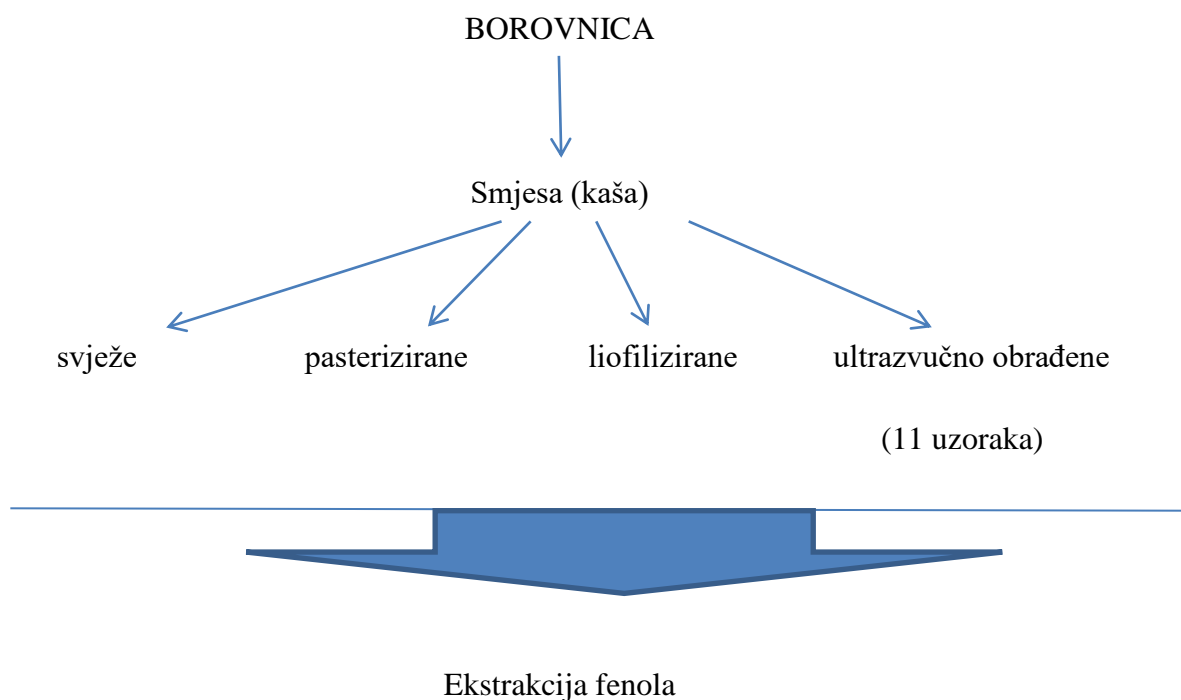 BOROVNICA
Smjesa (kaša)
svježe pasterizirane liofilizirane ultrazvučno obrađene
(11 uzoraka)
Ekstrakcija fenola